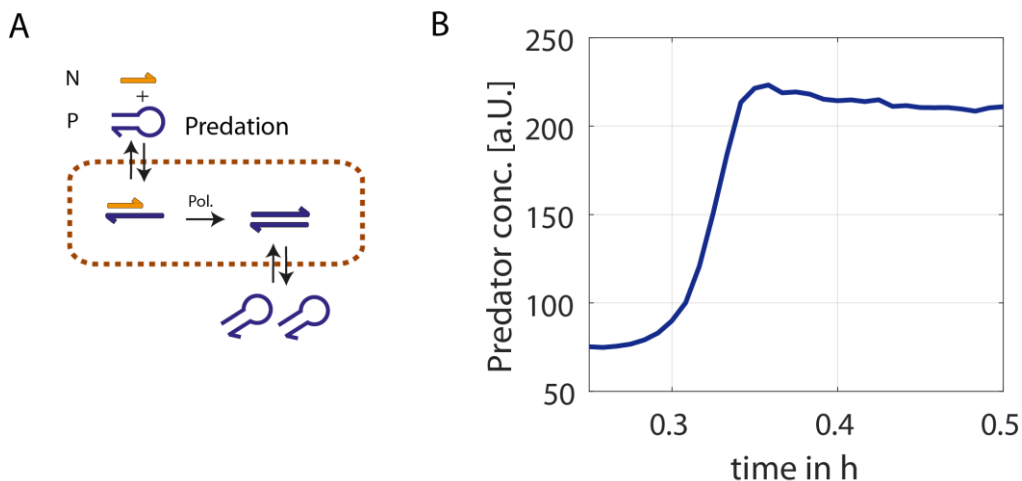 A
N
+
P
Predation
Pol.
B
Predator conc. [a.U.]
250
200
150
100
50
0.3
0.4
0.5
time in h